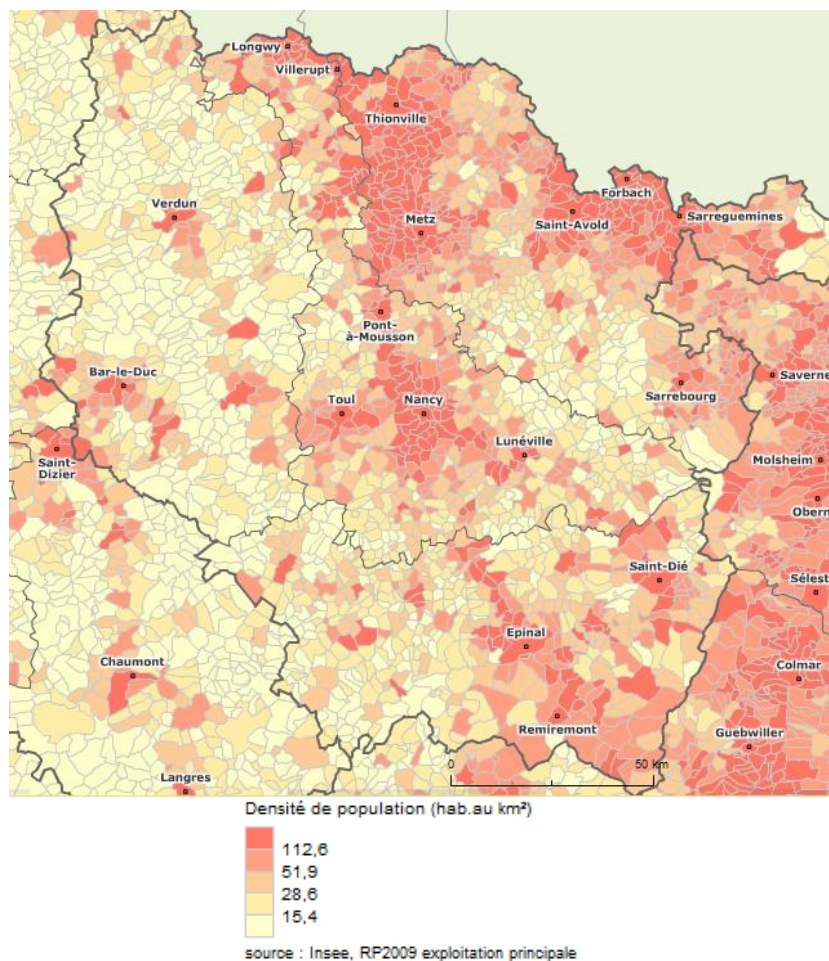 Longwy
Villerupt
Thionville
Forbach
Verdun
Saint-Avold
Sarreguemines
Metz
Pont-
à-Mousson
Bar-le-Duc
Toul
Nancy
Sarrebourg
Saverne
Saint-
Dizier
Lunéville
Molsheim
Obern
Saint-Dié
Sélest
Epinal
Chaumont
Colmar
Remiremont
Guebwiller
Langres
0
50 km
Densité de population (hab.au km²)
112,6
51,9
28,6
15,4
source : Insee, RP2009 exploitation principale